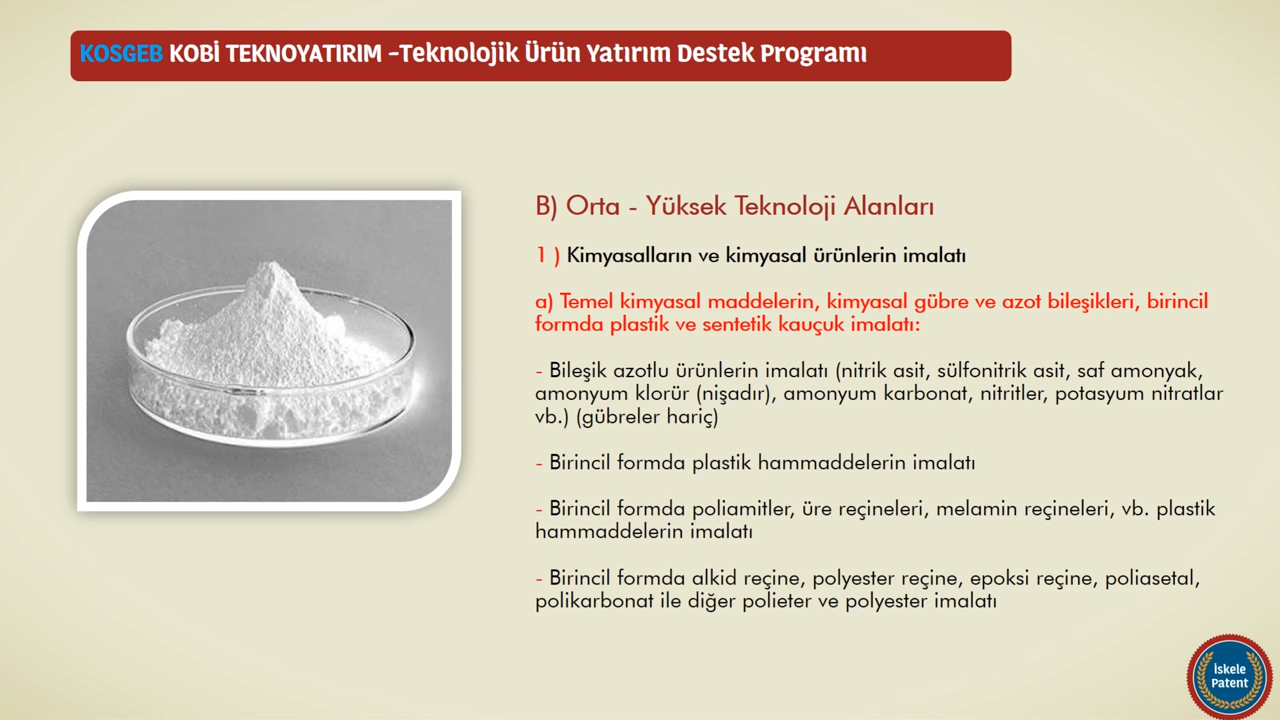 KOSGEB KOBİ TEKNOYATIRIM -Teknolojik Ürün Yatırım Destek Programı
B) Orta - Yüksek Teknoloji Alanları
1 ) Kimyasalların ve kimyasal ürünlerin imalatı
a) Temel kimyasal maddelerin, kimyasal gübre ve azot bileşikleri, birincil
formda plastik ve sentetik kauçuk imalatı:
- Bileşik azotlu ürünlerin imalatı (nitrik asit, sülfonitrik asit, saf amonyak,
amonyum klorür (nişadır), amonyum karbonat, nitritler, potasyum nitratlar
vb.) (gübreler hariç)
- Birincil formda plastik hammaddelerin imalatı
- Birincil formda poliamitler, üre reçineleri, melamin reçineleri, vb. plastik
hammaddelerin imalatı
- Birincil formda alkid reçine, polyester reçine, epoksi reçine, poliasetal,
polikarbonat ile diğer polieter ve polyester imalatı
İskele
Patent